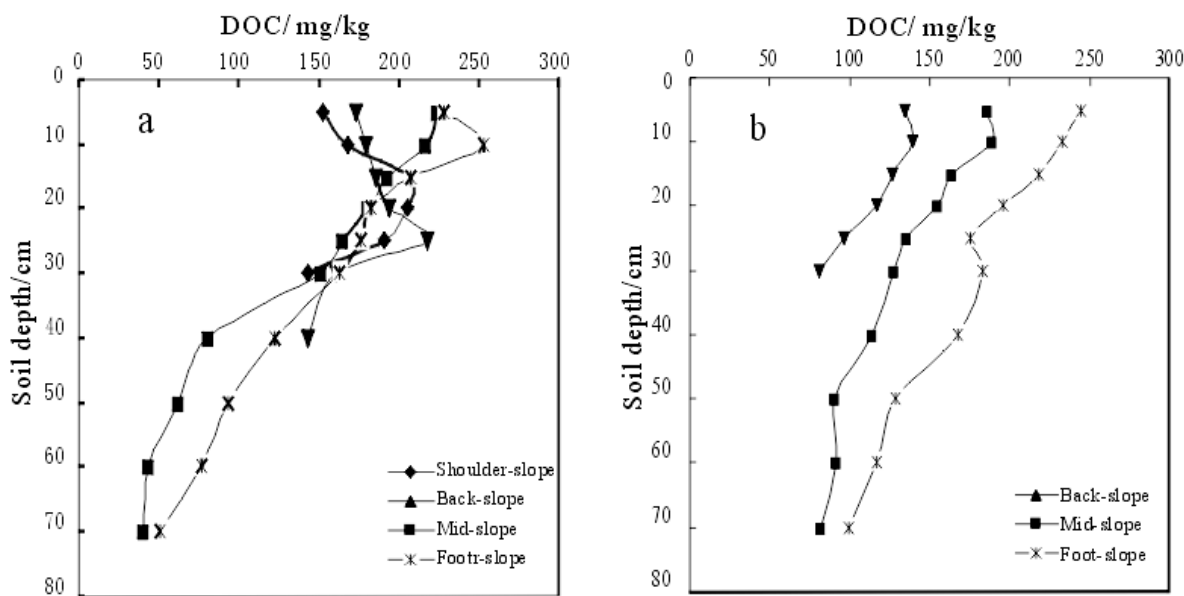 DOC/ mg/kg
0 50 100 150 200 250 300
0
10
20
30
40
50
60
70
80
Soil depth/cm
a
Shoulder-slope
Back-slope
Mid-slope
Footr-slope
DOC/ mg/kg
0 50 100 150 200 250 300
0
10
20
30
40
50
60
70
80
Soil depth/cm
b
Back-slope
Mid-slope
Foot-slope